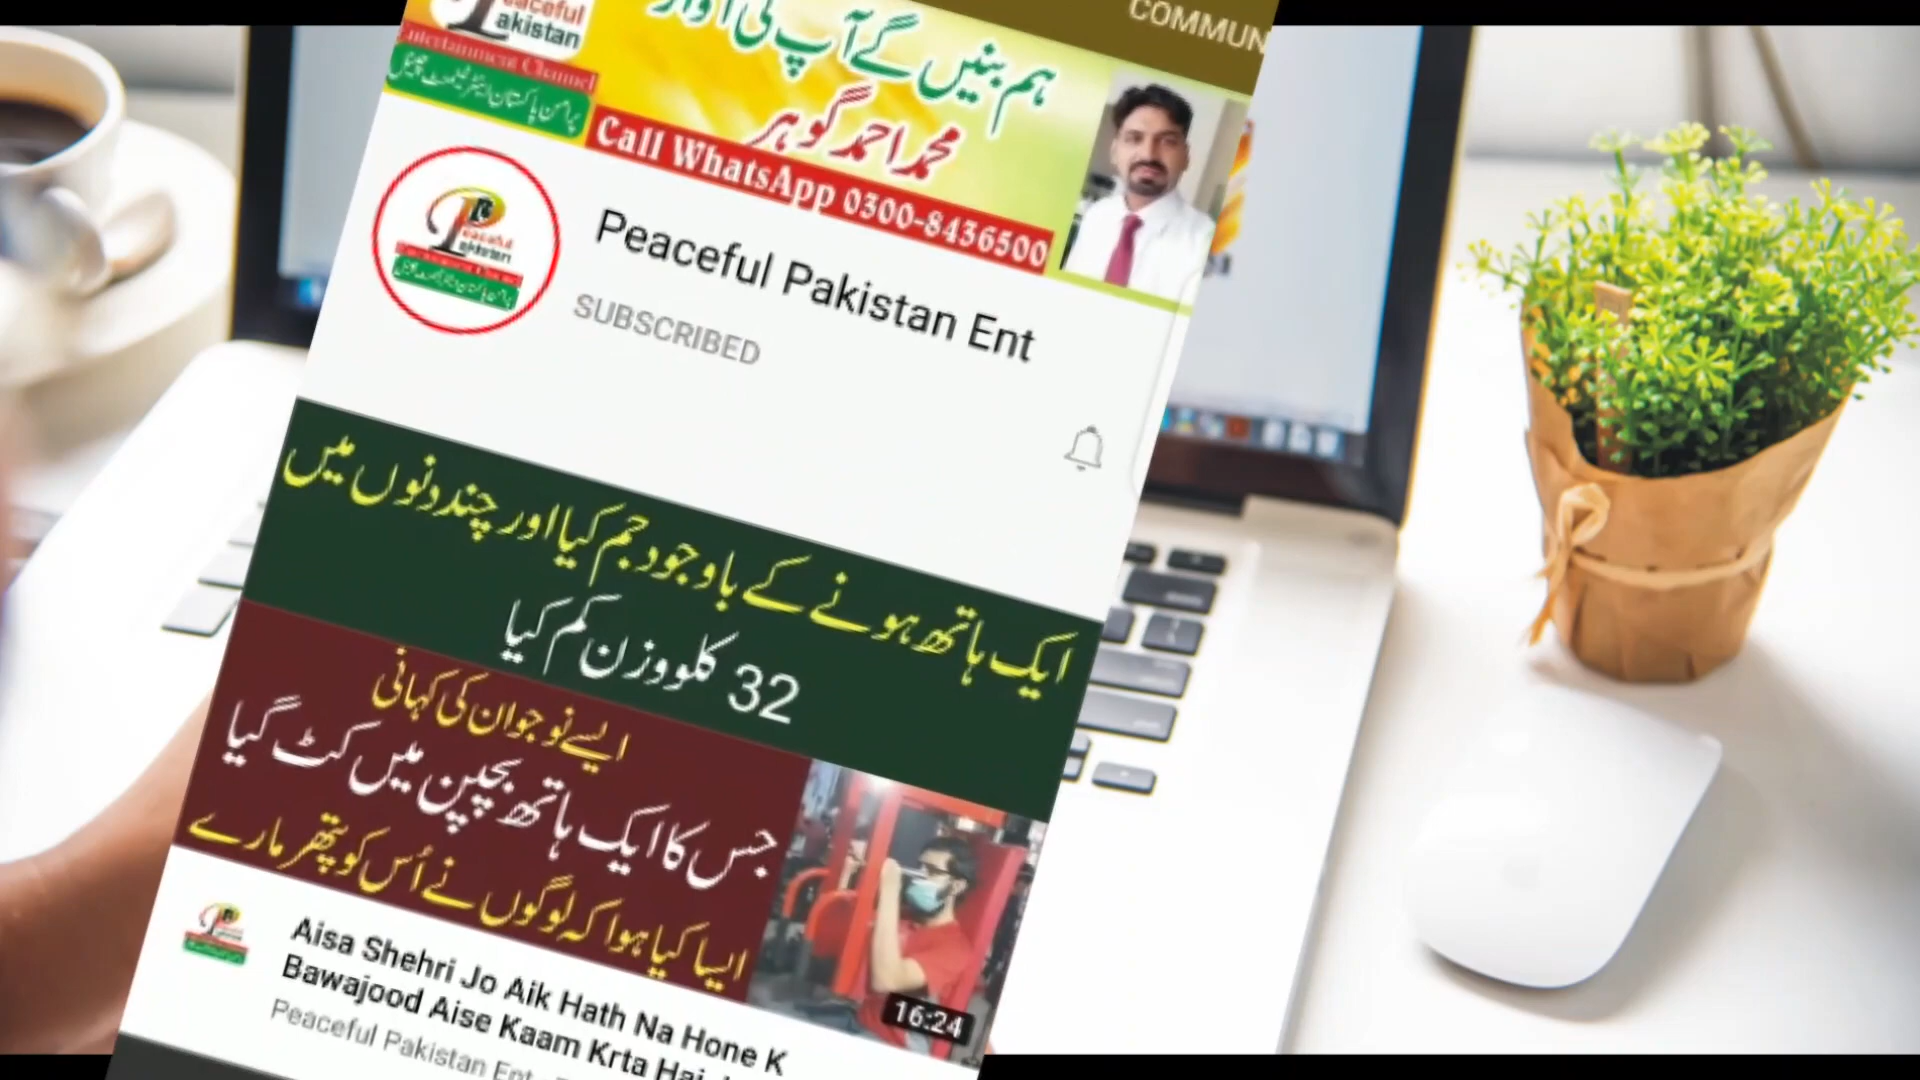 COMMUN
Peaceful
Pakistan
Entertainment Channel
پرامن پاکستان انٹرٹینمنٹ چینل
ہم بنیں گے آپ کی آواز
محمد احمد گوہر
Call WhatsApp 0300-8436500
Peaceful Pakistan Ent
SUBSCRIBED
ایک ہاتھ ہونے کے باوجود جم کیا اور چند دنوں میں
32 کلو وزن کم کیا
ایسے نوجوان کی کہانی
جس کا ایک ہاتھ بچپن میں کٹ گیا
ایسا کیا ہوا کہ لوگوں نے اُس کو پتھر مارے
16:24
Aisa Shehri Jo Aik Hath Na Hone K
Bawajood Aise Kaam Krta Hai
Peaceful Pakistan Ent